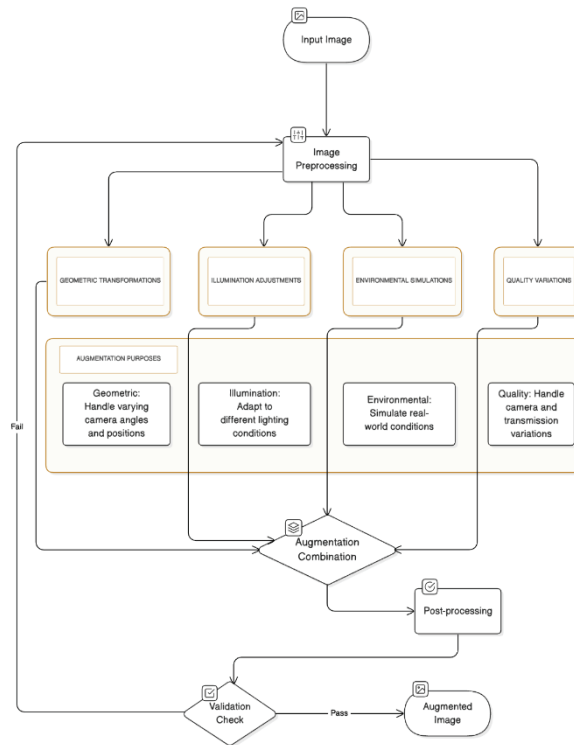 Input Image
Image
Preprocessing
GEOMETRIC TRANSFORMATIONS
ILLUMINATION ADJUSTMENTS
ENVIRONMENTAL SIMULATIONS
QUALITY VARIATIONS
AUGMENTATION PURPOSES
Geometric:
Handle varying
camera angles
and positions
Illumination:
Adapt to
different lighting
conditions
Environmental:
Simulate real-
world conditions
Quality: Handle
camera and
transmission
variations
Fail
Augmentation
Combination
Post-processing
Validation
Check
Pass
Augmented
Image